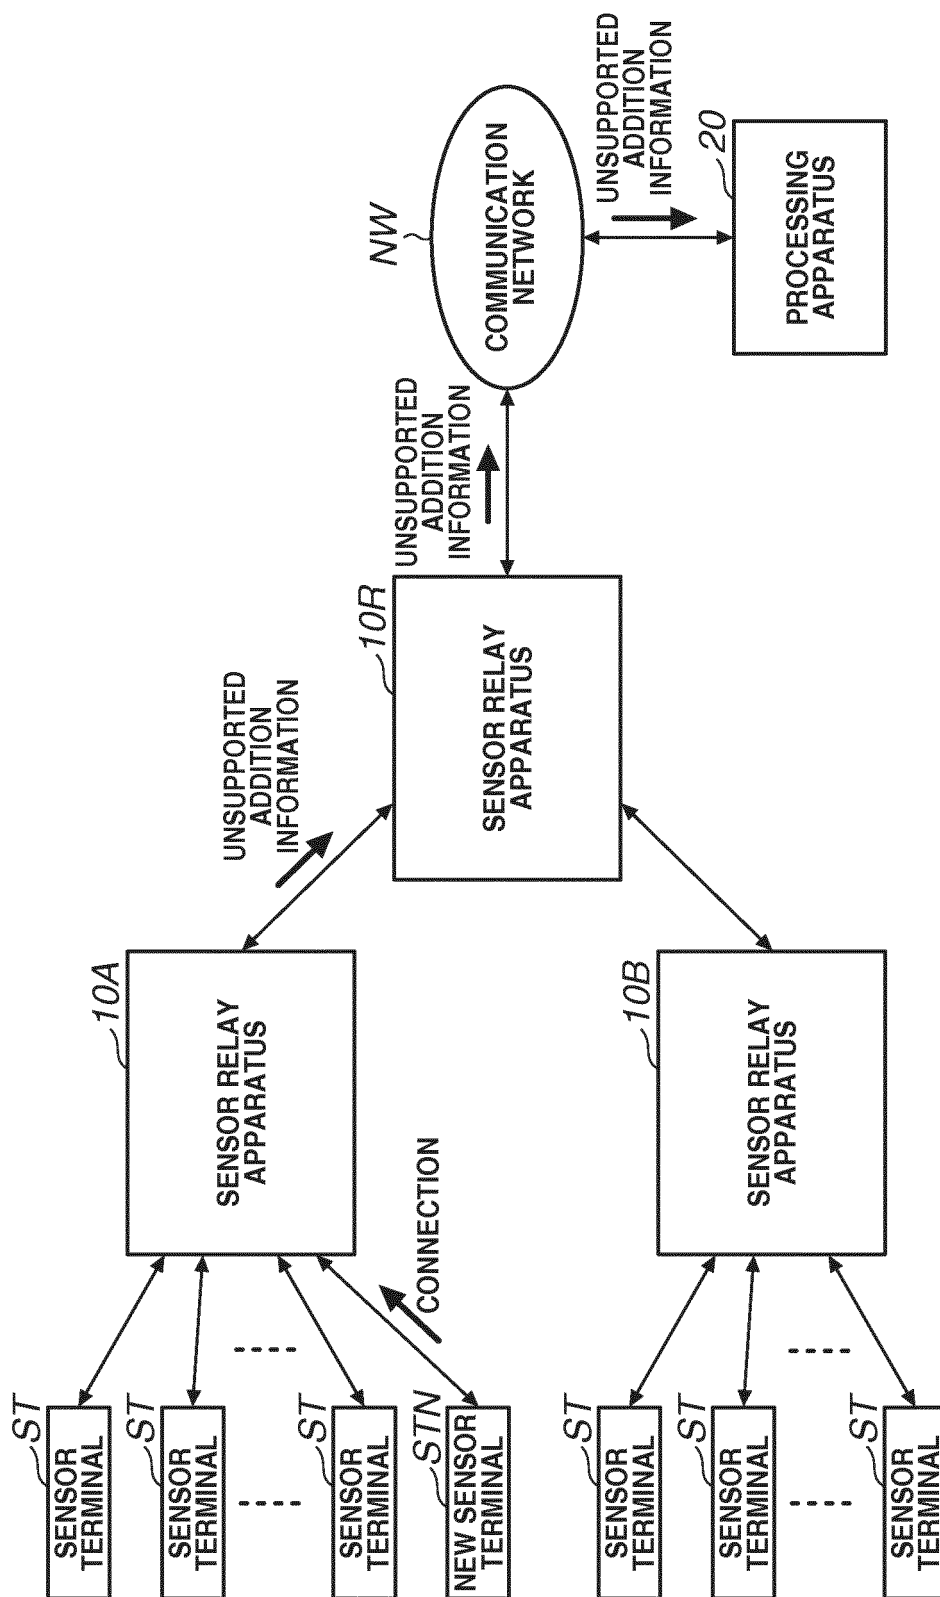 ST
SENSOR
TERMINAL
ST
SENSOR
TERMINAL
ST
SENSOR
TERMINAL
STN
NEW SENSOR
TERMINAL
CONNECTION
ST
SENSOR
TERMINAL
ST
SENSOR
TERMINAL
ST
SENSOR
TERMINAL
10A
SENSOR RELAY
APPARATUS
10B
SENSOR RELAY
APPARATUS
UNSUPPORTED
ADDITION
INFORMATION
10R
SENSOR RELAY
APPARATUS
UNSUPPORTED
ADDITION
INFORMATION
NW
COMMUNICATION
NETWORK
UNSUPPORTED
ADDITION
INFORMATION
20
PROCESSING
APPARATUS